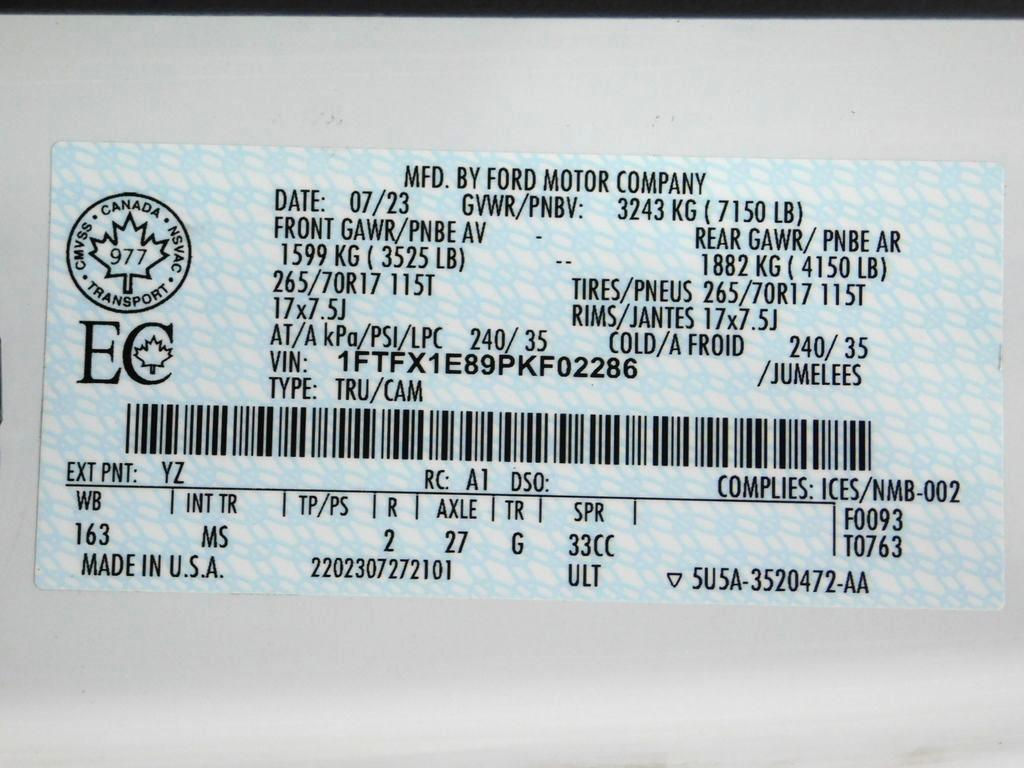 MFD. BY FORD MOTOR COMPANY
DATE: 07/23 GVWR/PNBV: 3243 KG ( 7150 LB)
FRONT GAWR/PNBE AV - REAR GAWR/ PNBE AR
1599 KG ( 3525 LB) -- 1882 KG ( 4150 LB)
265/70R17 115T TIRES/PNEUS 265/70R17 115T
17x7.5J RIMS/JANTES 17x7.5J
AT/A kPa/PSI/LPC 240/ 35 COLD/A FROID 240/ 35
VIN: 1FTFX1E89PKF02286 /JUMELEES
TYPE: TRU/CAM
CMVSS · CANADA · NSVAC · TRANSPORT ·
977
EC
EXT PNT: YZ RC: A1 DSO: COMPLIES: ICES/NMB-002
WB | INT TR | TP/PS | R | AXLE | TR | SPR | F0093
163 MS 2 27 G 33CC T0763
MADE IN U.S.A. 2202307272101 ULT ▽ 5U5A-3520472-AA